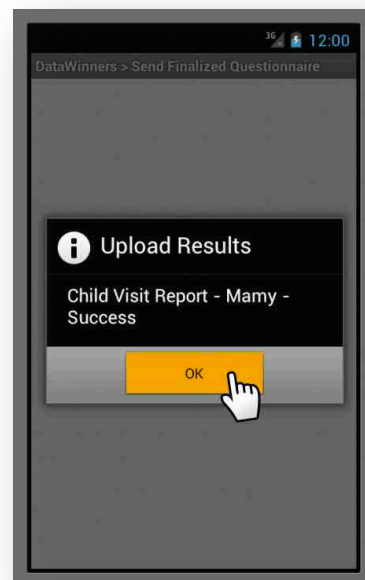 3G 12:00
DataWinners > Send Finalized Questionnaire
Upload Results
Child Visit Report - Mamy -
Success
OK